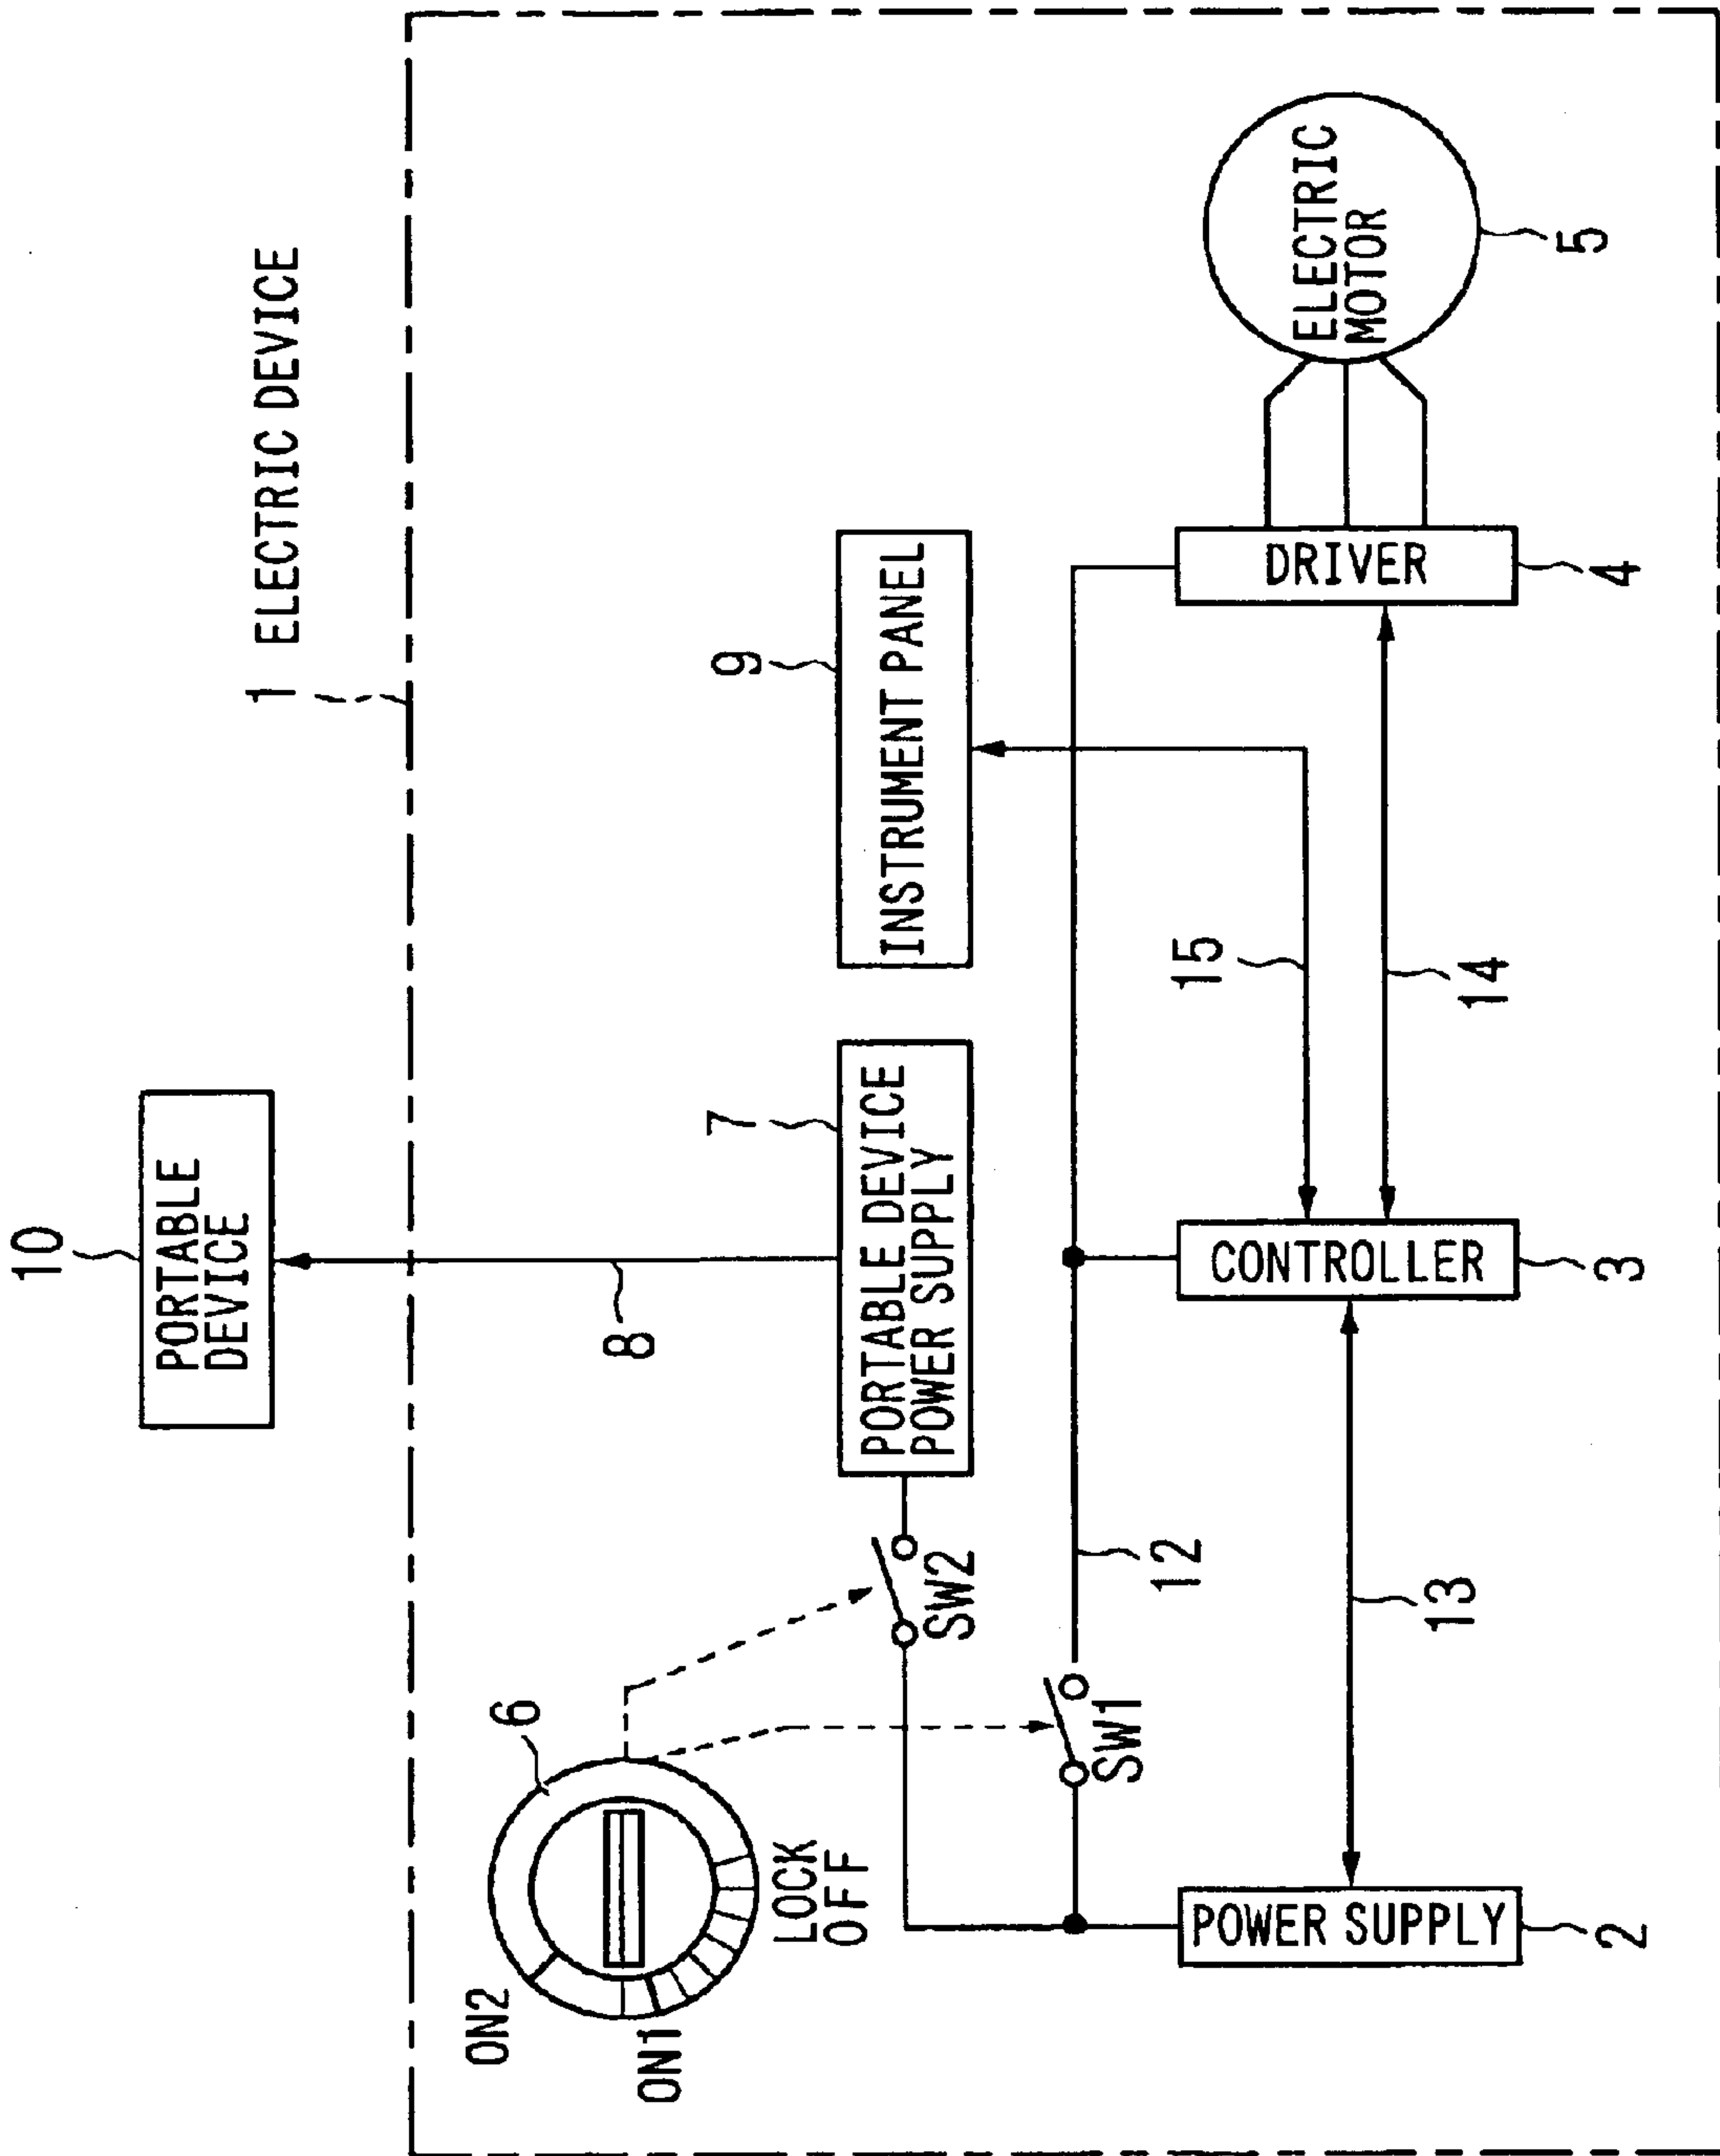 10
PORTABLE
DEVICE
1 ELECTRIC DEVICE
8
6
ON2
ON1
LOCK
OFF
7
PORTABLE DEVICE
POWER SUPPLY
9
INSTRUMENT PANEL
SW2
SW1
12
15
14
13
POWER SUPPLY
2
CONTROLLER
3
DRIVER
4
ELECTRIC
MOTOR
5